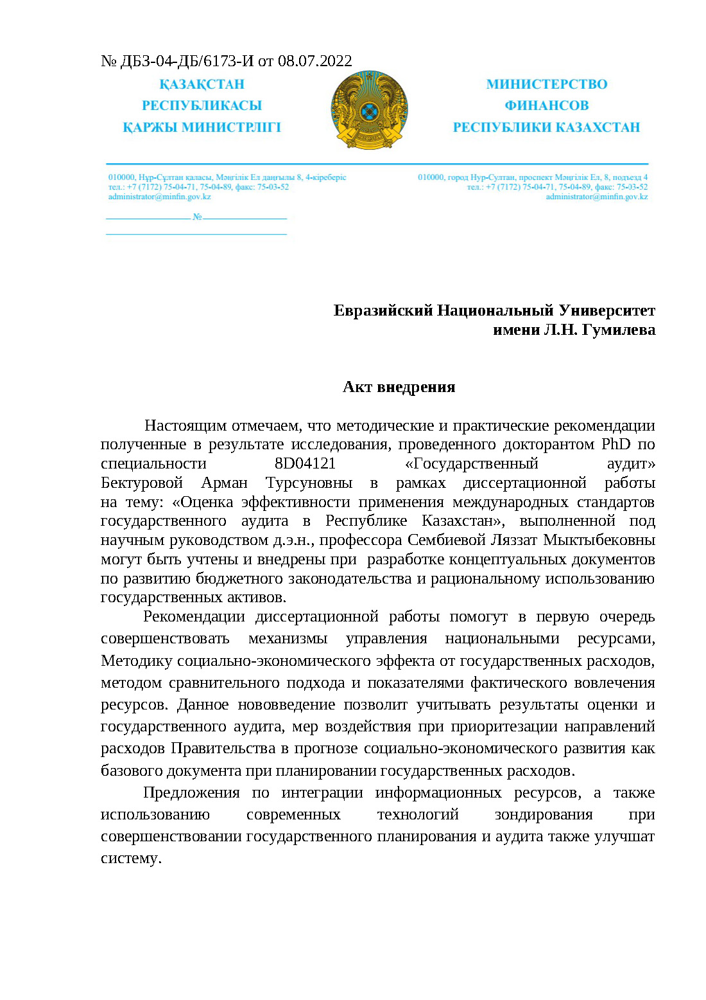 № ДБЗ-04-ДБ/6173-И от 08.07.2022
ҚАЗАҚСТАН
РЕСПУБЛИКАСЫ
ҚАРЖЫ МИНИСТРЛІГІ
МИНИСТЕРСТВО
ФИНАНСОВ
РЕСПУБЛИКИ КАЗАХСТАН
010000, Нұр-Сұлтан қаласы, Мәңгілік Ел даңғылы 8, 4-кіреберіс
тел.: +7 (7172) 75-04-71, 75-04-89, факс: 75-03-52
administrator@minfin.gov.kz
010000, город Нур-Султан, проспект Мәңгілік Ел, 8, подъезд 4
тел.: +7 (7172) 75-04-71, 75-04-89, факс: 75-03-52
administrator@minfin.gov.kz
№
Евразийский Национальный Университет
имени Л.Н. Гумилева
Акт внедрения
Настоящим отмечаем, что методические и практические рекомендации
полученные в результате исследования, проведенного докторантом PhD по
специальности 8D04121 «Государственный аудит»
Бектуровой Арман Турсуновны в рамках диссертационной работы
на тему: «Оценка эффективности применения международных стандартов
государственного аудита в Республике Казахстан», выполненной под
научным руководством д.э.н., профессора Сембиевой Ляззат Мыктыбековны
могут быть учтены и внедрены при разработке концептуальных документов
по развитию бюджетного законодательства и рациональному использованию
государственных активов.
Рекомендации диссертационной работы помогут в первую очередь
совершенствовать механизмы управления национальными ресурсами,
Методику социально-экономического эффекта от государственных расходов,
методом сравнительного подхода и показателями фактического вовлечения
ресурсов. Данное нововведение позволит учитывать результаты оценки и
государственного аудита, мер воздействия при приоритезации направлений
расходов Правительства в прогнозе социально-экономического развития как
базового документа при планировании государственных расходов.
Предложения по интеграции информационных ресурсов, а также
использованию современных технологий зондирования при
совершенствовании государственного планирования и аудита также улучшат
систему.